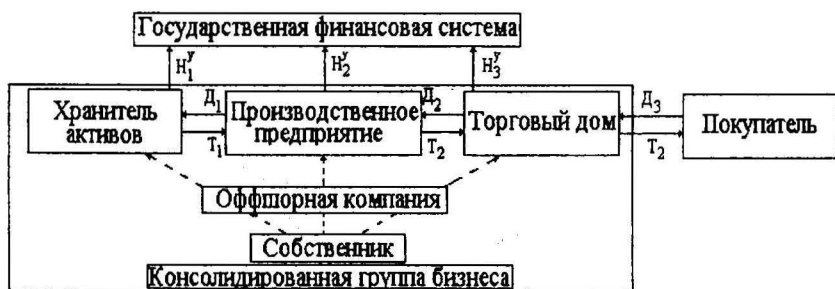 Государственная финансовая система
Н₁ʸ Н₂ʸ Н₃ʸ
Хранитель активов
Д₁
Т₁
Производственное предприятие
Д₂
Т₂
Торговый дом
Д₃
Т₂
Покупатель
Оффшорная компания
Собственник
Консолидированная группа бизнеса